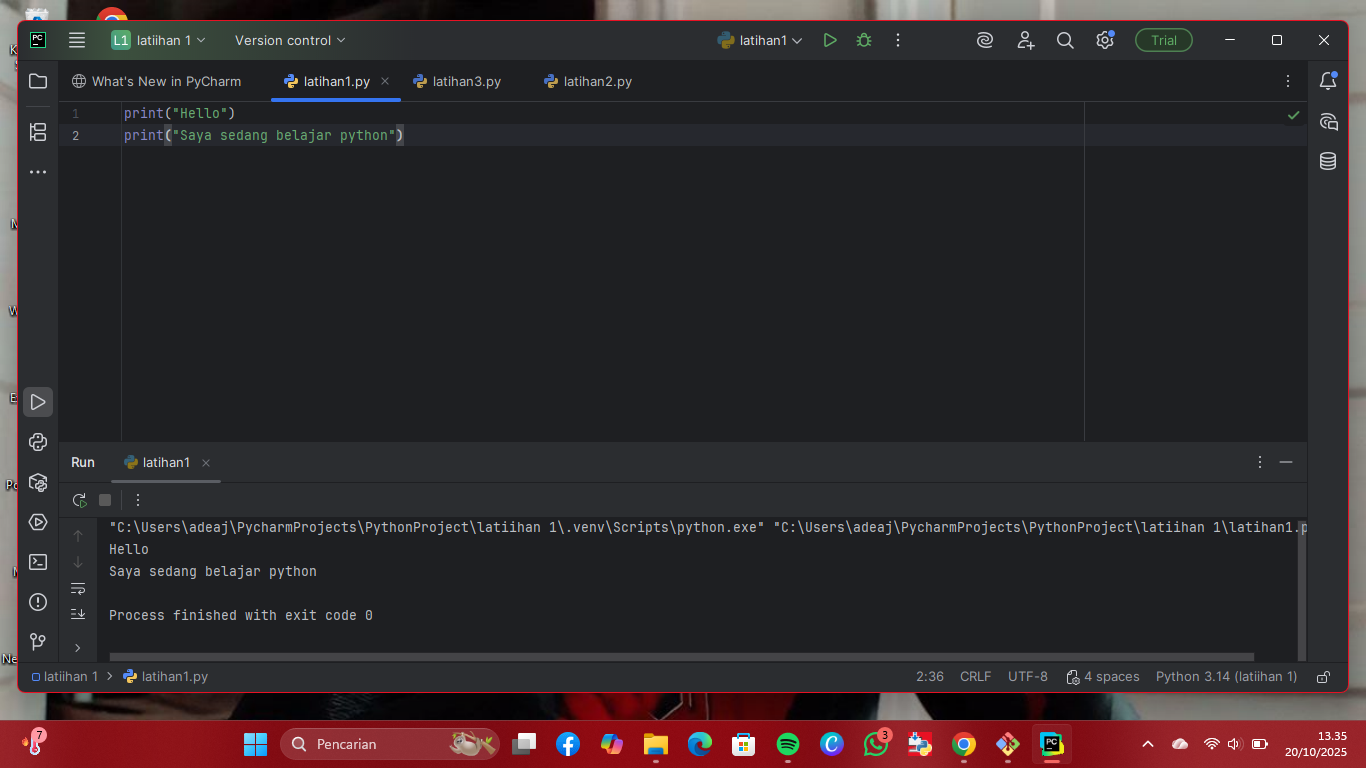 L1 latiihan 1
Version control
latihan1
Trial
What's New in PyCharm
latihan1.py
latihan3.py
latihan2.py
1 print("Hello")
2 print("Saya sedang belajar python")
Run
latihan1
"C:\Users\adeaj\PycharmProjects\PythonProject\latiihan 1\.venv\Scripts\python.exe" "C:\Users\adeaj\PycharmProjects\PythonProject\latiihan 1\latihan1.p
Hello
Saya sedang belajar python
Process finished with exit code 0
latiihan 1 > latihan1.py
2:36 CRLF UTF-8 4 spaces Python 3.14 (latiihan 1)
7
Pencarian
3
13.35
20/10/2025